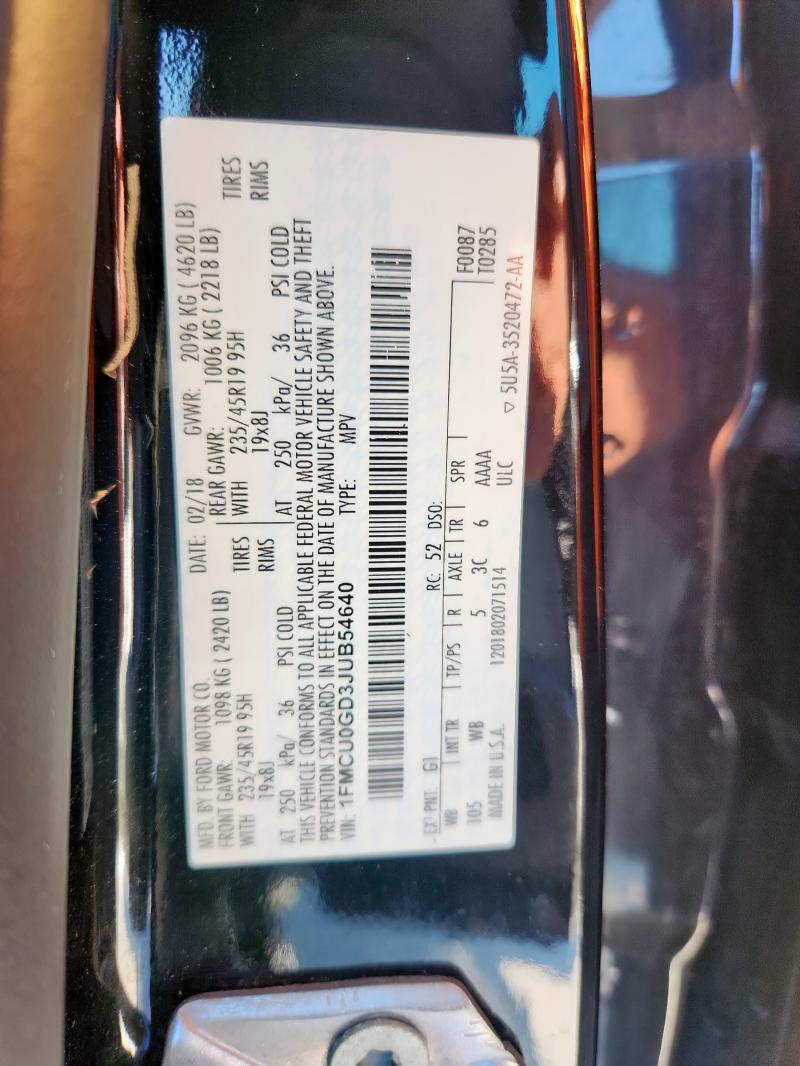 MFD. BY FORD MOTOR CO.
DATE: 02/18 GVWR: 2096 KG ( 4620 LB)
FRONT GAWR: 1098 KG ( 2420 LB) REAR GAWR: 1006 KG ( 2218 LB)
WITH 235/45R19 95H TIRES WITH 235/45R19 95H TIRES
19x8J RIMS 19x8J RIMS
AT 250 kPa/ 36 PSI COLD AT 250 kPa/ 36 PSI COLD
THIS VEHICLE CONFORMS TO ALL APPLICABLE FEDERAL MOTOR VEHICLE SAFETY AND THEFT
PREVENTION STANDARDS IN EFFECT ON THE DATE OF MANUFACTURE SHOWN ABOVE.
VIN: 1FMCU0GD3JUB54640 TYPE: MPV
EXT PNT: G1 RC: 52 DSO: F0087
WB INT TR TP/PS R AXLE TR SPR T0285
105 WB 5 3C 6 AAAA
MADE IN U.S.A. 1201802071514 ULC ▽ 5U5A-3520472-AA